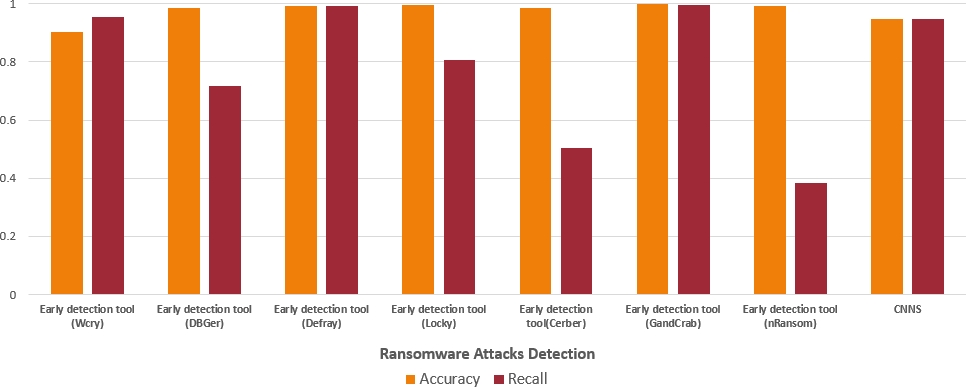 1
0.8
0.6
0.4
0.2
0
Early detection tool
(Wcry)
Early detection tool
(DBGer)
Early detection tool
(Defray)
Early detection tool
(Locky)
Early detection
tool(Cerber)
Early detection tool
(GandCrab)
Early detection tool
(nRansom)
CNNS
Ransomware Attacks Detection
Accuracy Recall